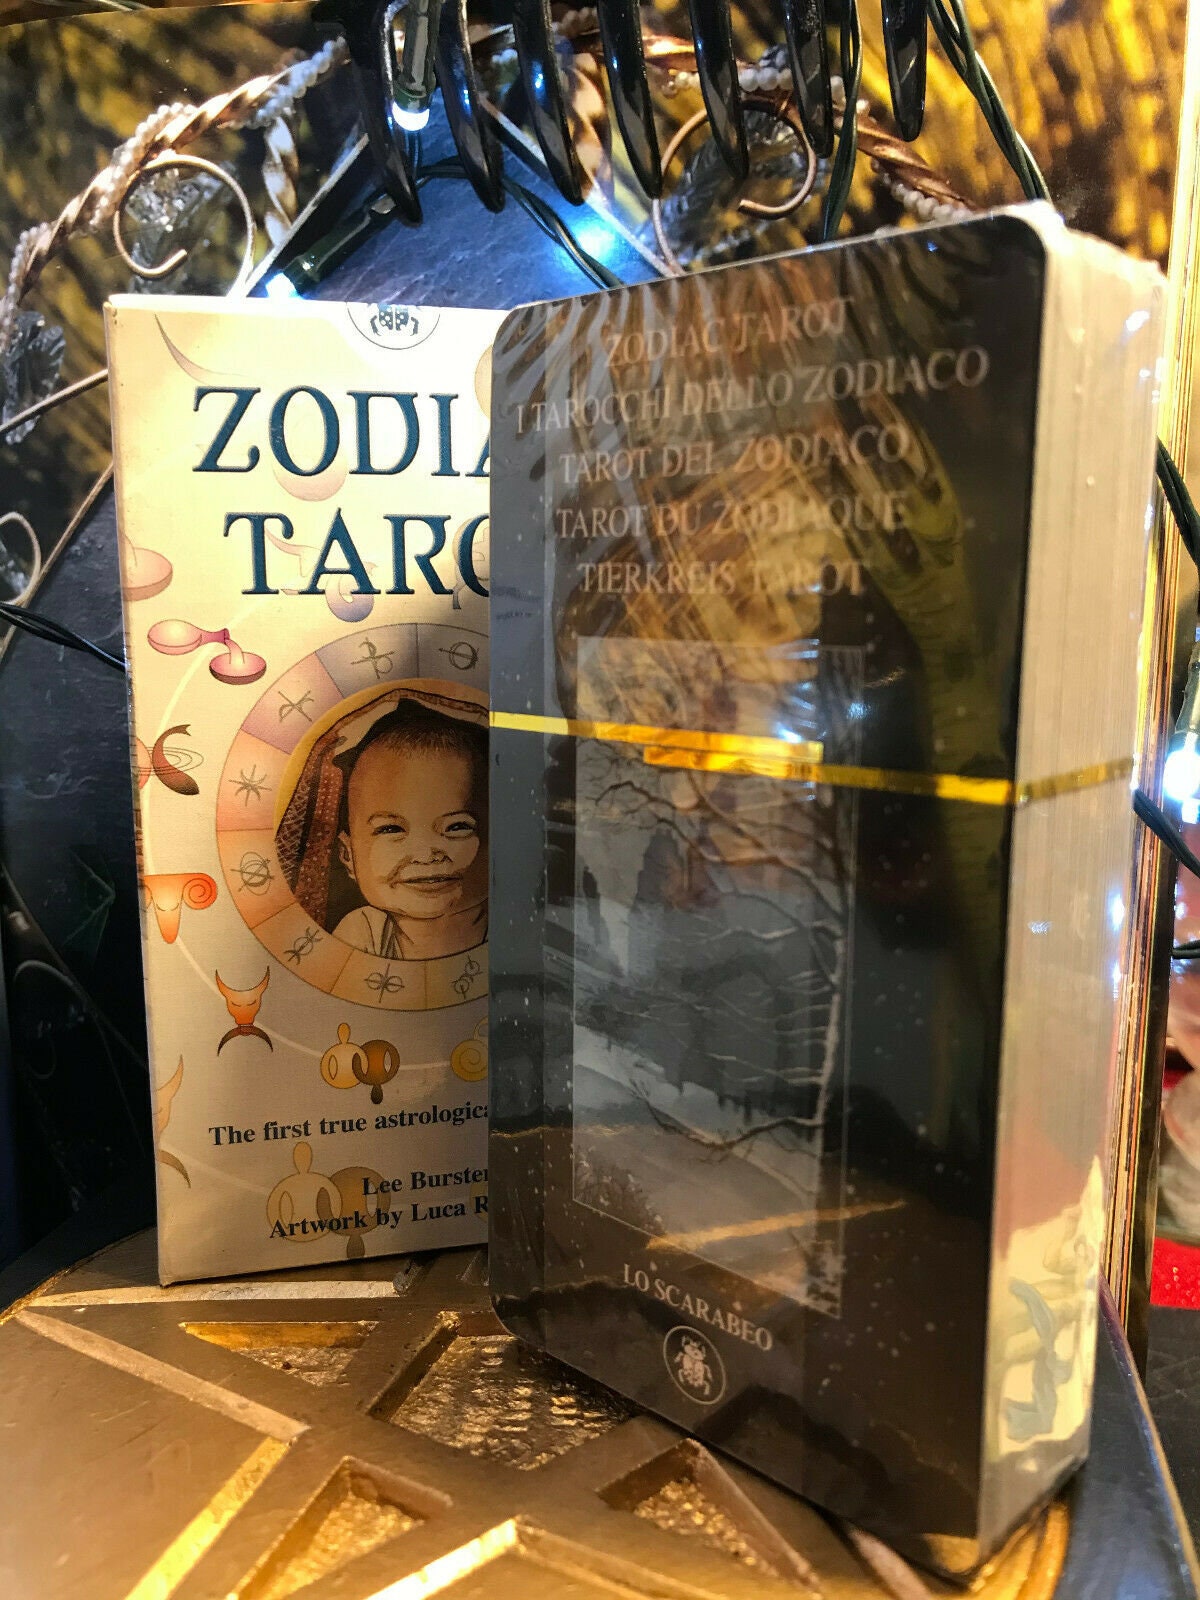 ZODIA
TARO
The first true astrologica
Lee Burste
Artwork by Luca R
ZODIAC TAROT
I TAROCCHI DELLO ZODIACO
TAROT DEL ZODIACO
TAROT DU ZODIAQUE
TIERKREIS TAROT
LO SCARABEO